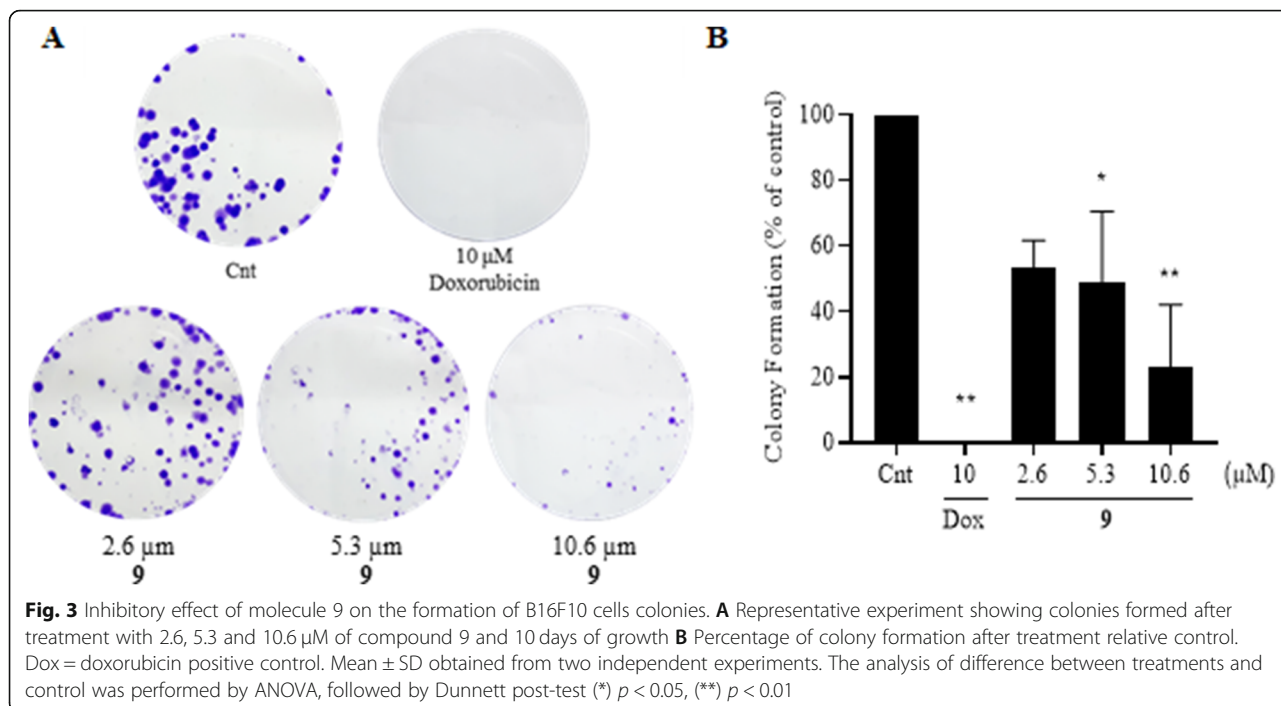 A
Cnt
10 μM
Doxorubicin
2.6 μm
9
5.3 μm
9
10.6 μm
9
B
Colony Formation (% of control)
100
80
60
40
20
0
**
*
**
Cnt
10
2.6
5.3
10.6
(μM)
Dox
9
Fig. 3 Inhibitory effect of molecule 9 on the formation of B16F10 cells colonies. A Representative experiment showing colonies formed after
treatment with 2.6, 5.3 and 10.6 μM of compound 9 and 10 days of growth B Percentage of colony formation after treatment relative control.
Dox = doxorubicin positive control. Mean ± SD obtained from two independent experiments. The analysis of difference between treatments and
control was performed by ANOVA, followed by Dunnett post-test (*) p < 0.05, (**) p < 0.01